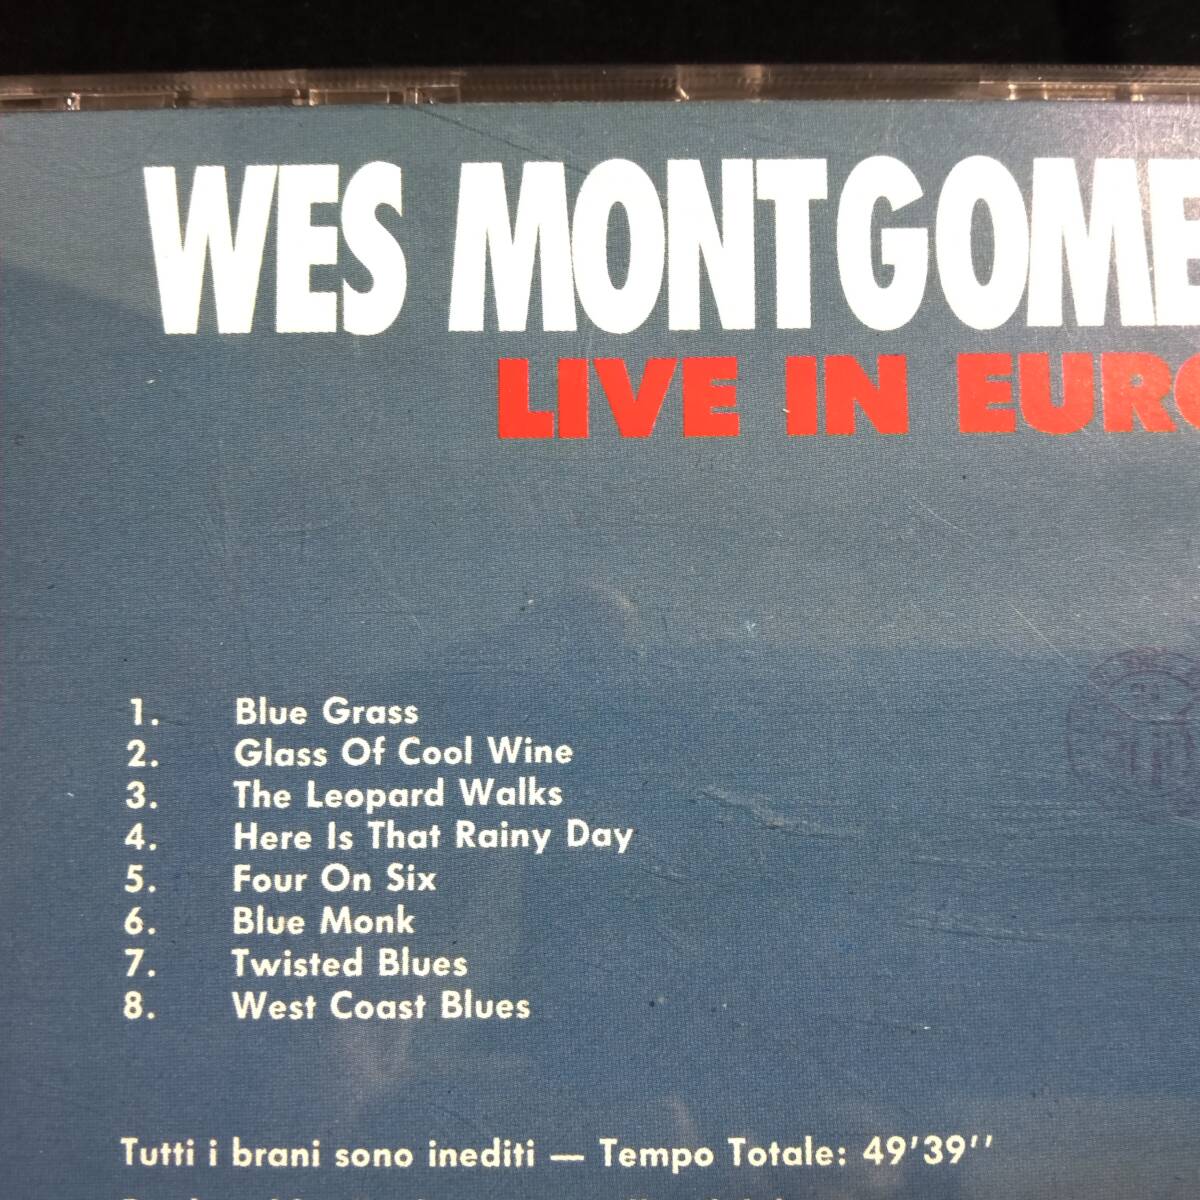 WES MONTGOME
LIVE IN EURO
1. Blue Grass
2. Glass Of Cool Wine
3. The Leopard Walks
4. Here Is That Rainy Day
5. Four On Six
6. Blue Monk
7. Twisted Blues
8. West Coast Blues
Tutti i brani sono inediti — Tempo Totale: 49'39''